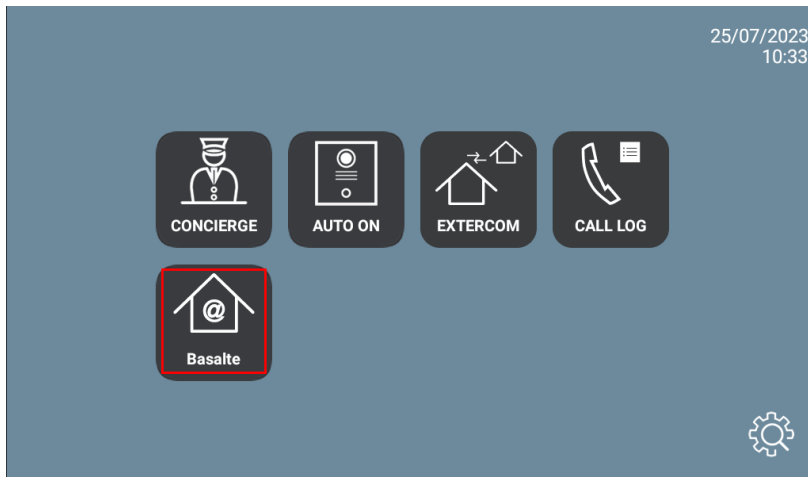 25/07/2023
10:33
CONCIERGE
AUTO ON
EXTERCOM
CALL LOG
@
Basalte